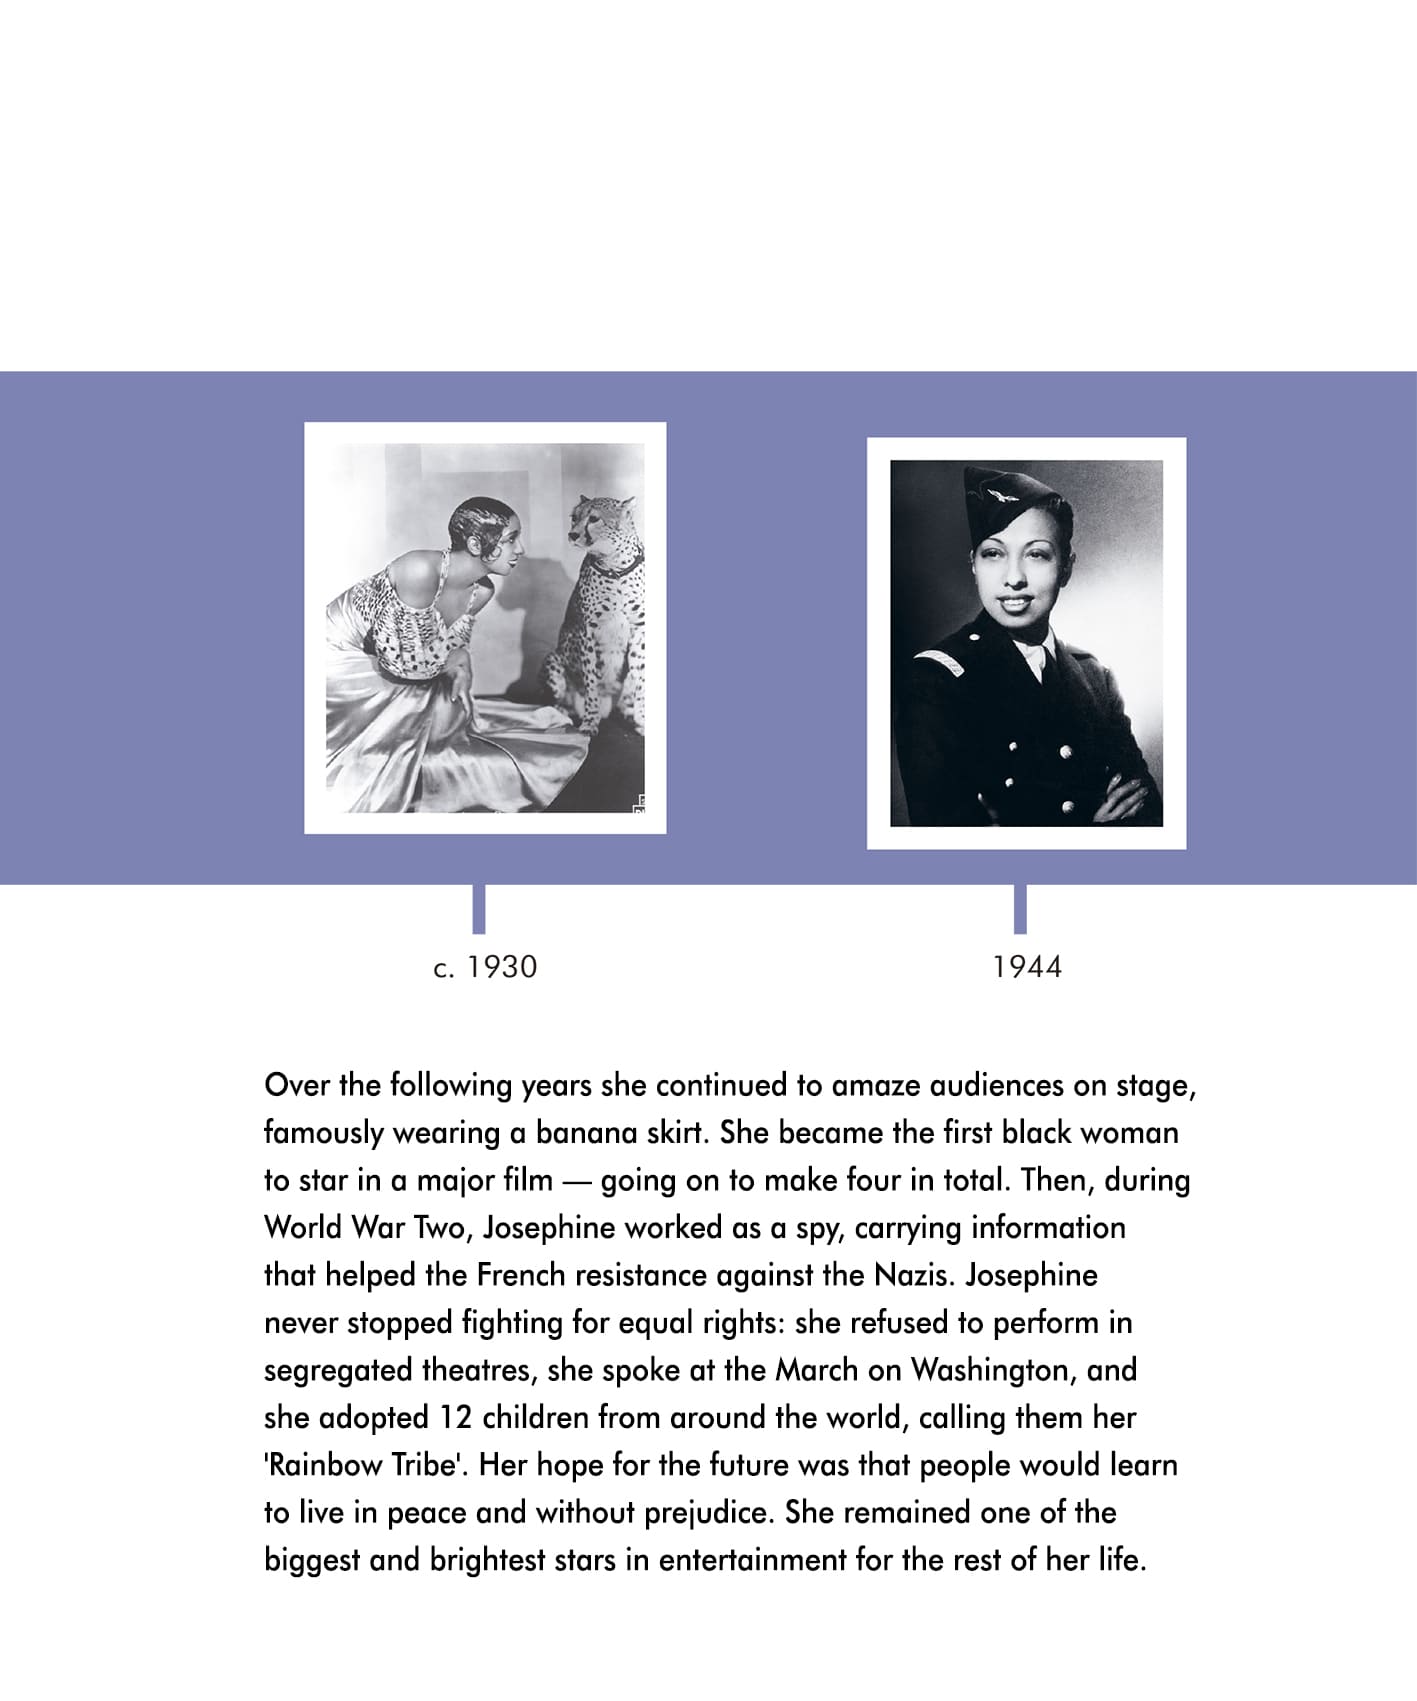 c. 1930
1944
Over the following years she continued to amaze audiences on stage,
famously wearing a banana skirt. She became the first black woman
to star in a major film — going on to make four in total. Then, during
World War Two, Josephine worked as a spy, carrying information
that helped the French resistance against the Nazis. Josephine
never stopped fighting for equal rights: she refused to perform in
segregated theatres, she spoke at the March on Washington, and
she adopted 12 children from around the world, calling them her
'Rainbow Tribe'. Her hope for the future was that people would learn
to live in peace and without prejudice. She remained one of the
biggest and brightest stars in entertainment for the rest of her life.